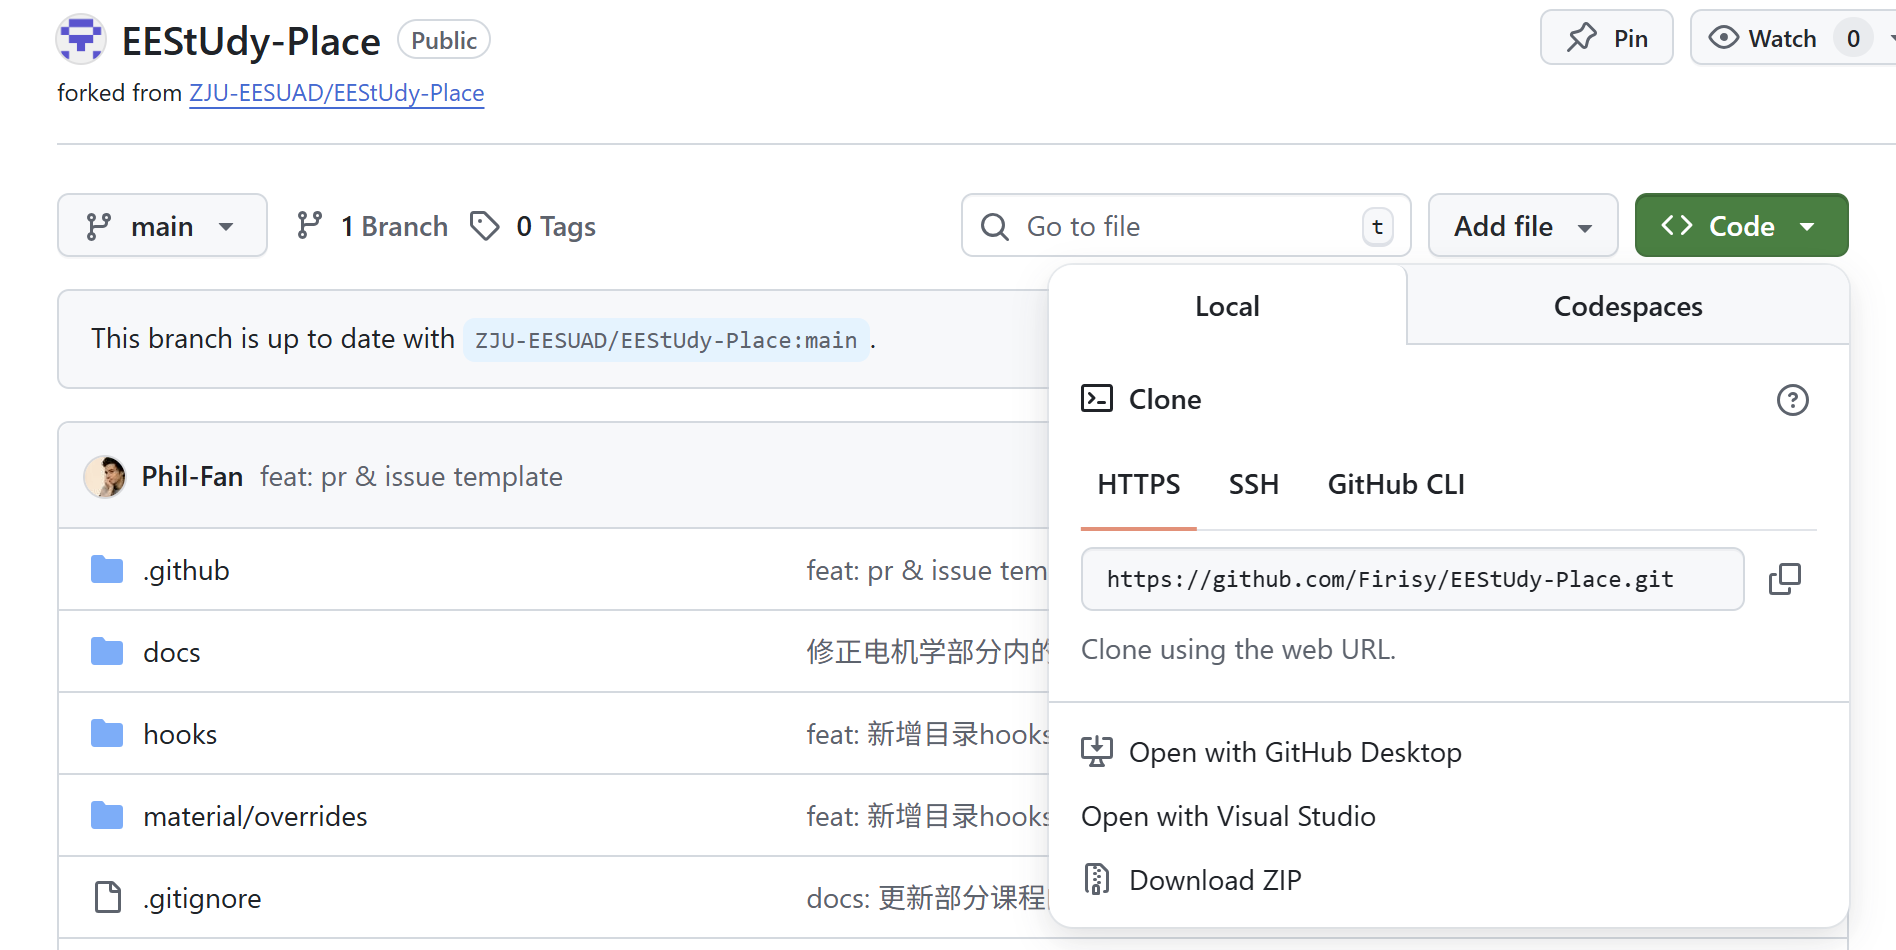 EEStUdy-Place Public Pin Watch 0
forked from ZJU-EESUAD/EEStUdy-Place
main 1 Branch 0 Tags Go to file t Add file Code
Local Codespaces
This branch is up to date with ZJU-EESUAD/EEStUdy-Place:main .
Clone
Phil-Fan feat: pr & issue template
HTTPS SSH GitHub CLI
.github feat: pr & issue tem
https://github.com/Firisy/EEStUdy-Place.git
docs 修正电机学部分内的
Clone using the web URL.
hooks feat: 新增目录hooks
Open with GitHub Desktop
material/overrides feat: 新增目录hooks
Open with Visual Studio
.gitignore docs: 更新部分课程
Download ZIP